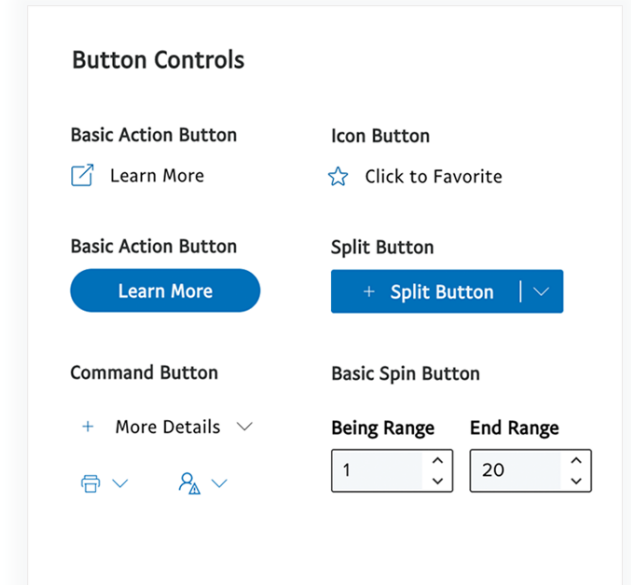 Button Controls
Basic Action Button
Learn More
Icon Button
Click to Favorite
Basic Action Button
Learn More
Split Button
+ Split Button
Command Button
+ More Details
Basic Spin Button
Being Range
1
End Range
20